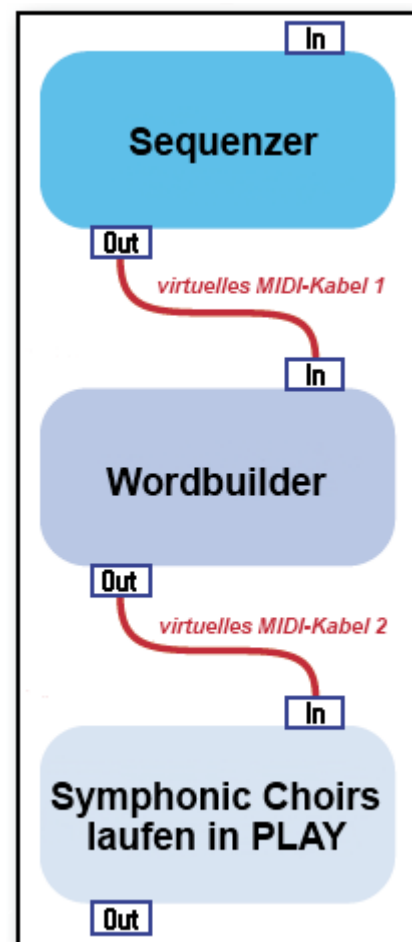 In
Sequenzer
Out
virtuelles MIDI-Kabel 1
In
Wordbuilder
Out
virtuelles MIDI-Kabel 2
In
Symphonic Choirs
laufen in PLAY
Out